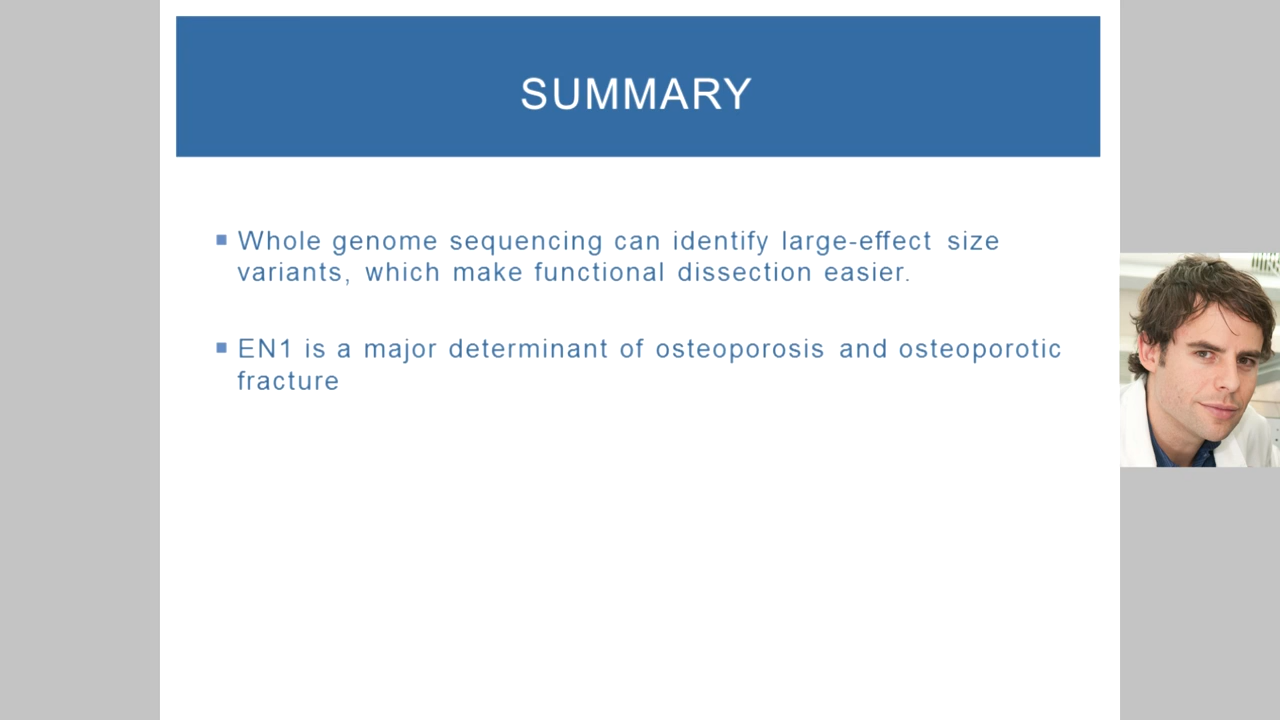 SUMMARY
Whole genome sequencing can identify large-effect size
variants, which make functional dissection easier.
EN1 is a major determinant of osteoporosis and osteoporotic
fracture